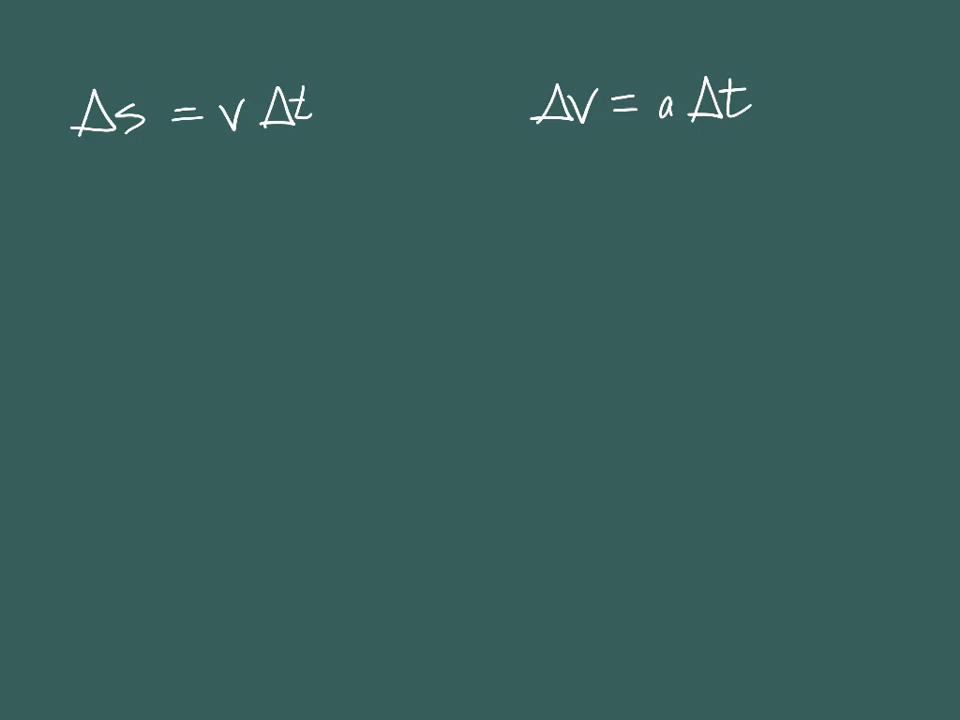 Δs = v Δt
Δv = a Δt